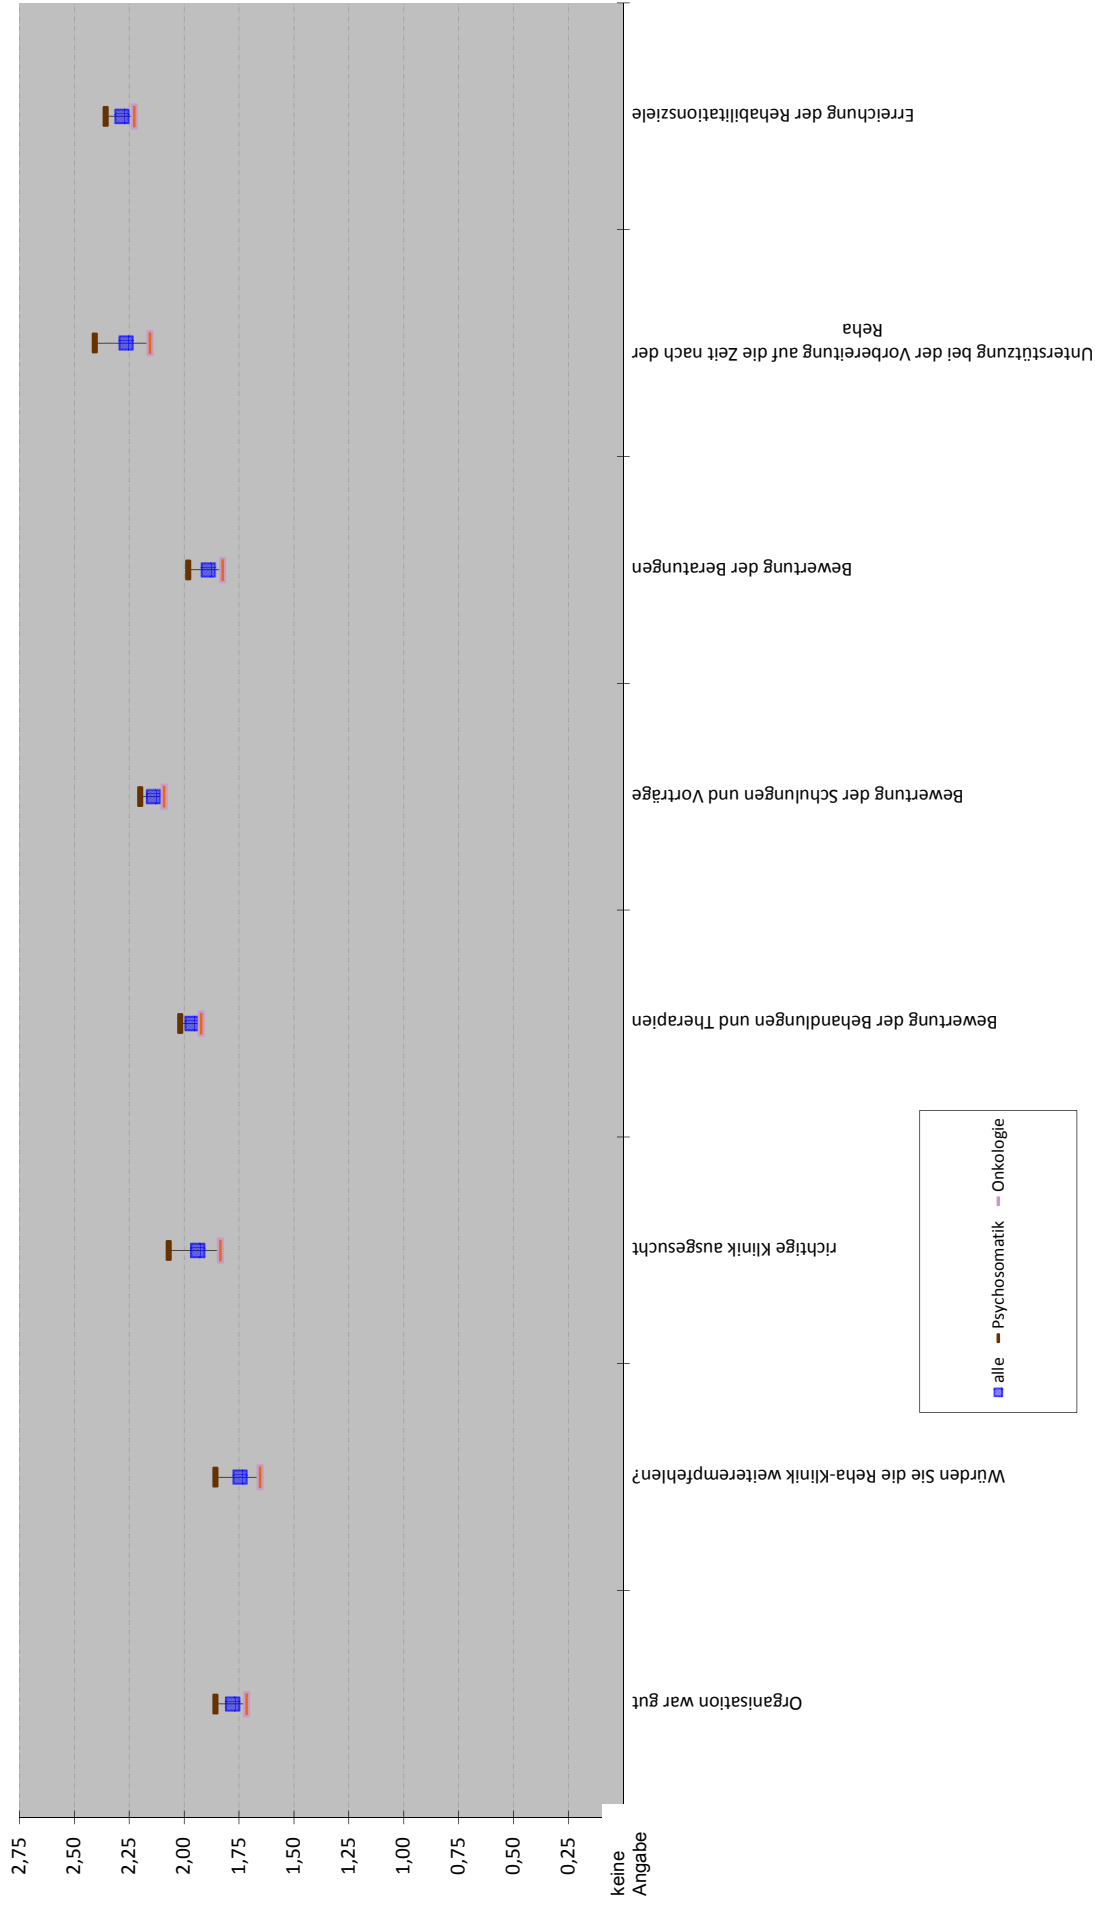 2,75
2,50
2,25
2,00
1,75
1,50
1,25
1,00
0,75
0,50
0,25
keine
Angabe
Organisation war gut
Würden Sie die Reha-Klinik weiterempfehlen?
richtige Klinik ausgesucht
Bewertung der Behandlungen und Therapien
Bewertung der Schulungen und Vorträge
Bewertung der Beratungen
Unterstützung bei der Vorbereitung auf die Zeit nach der
Reha
Erreichung der Rehabilitationsziele
alle Psychosomatik Onkologie